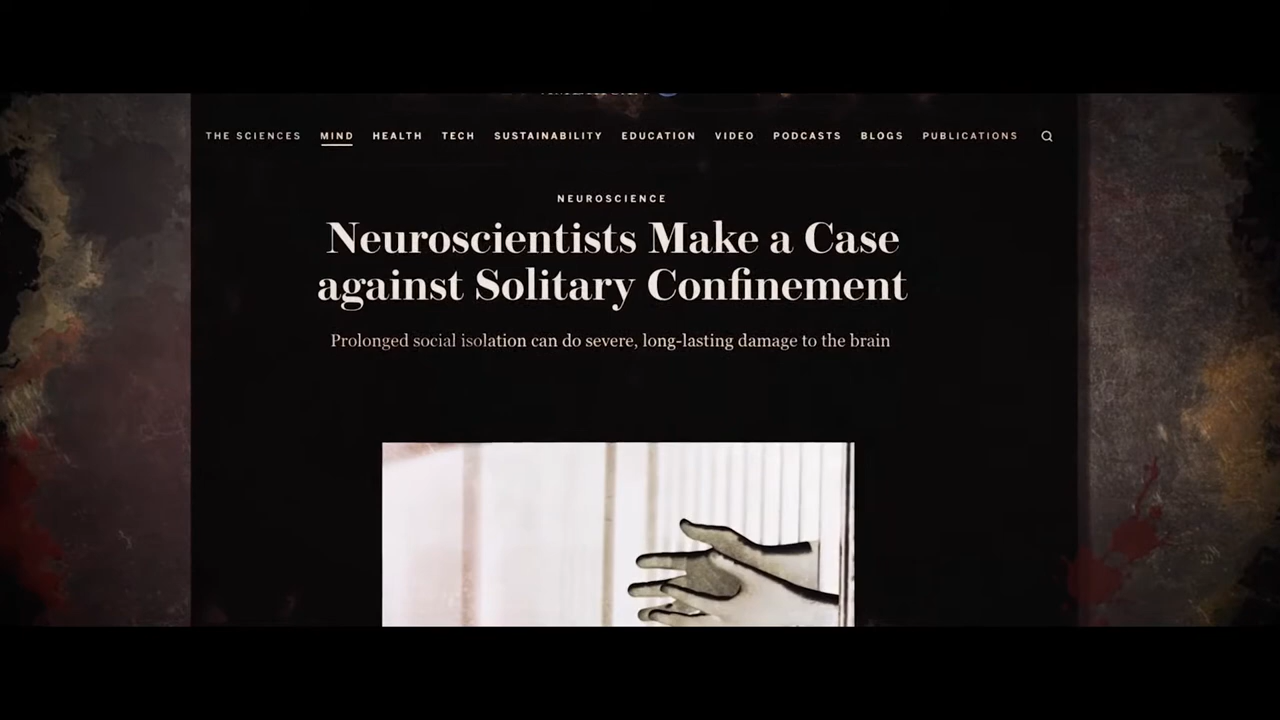 THE SCIENCES MIND HEALTH TECH SUSTAINABILITY EDUCATION VIDEO PODCASTS BLOGS PUBLICATIONS
NEUROSCIENCE
Neuroscientists Make a Case
against Solitary Confinement
Prolonged social isolation can do severe, long-lasting damage to the brain